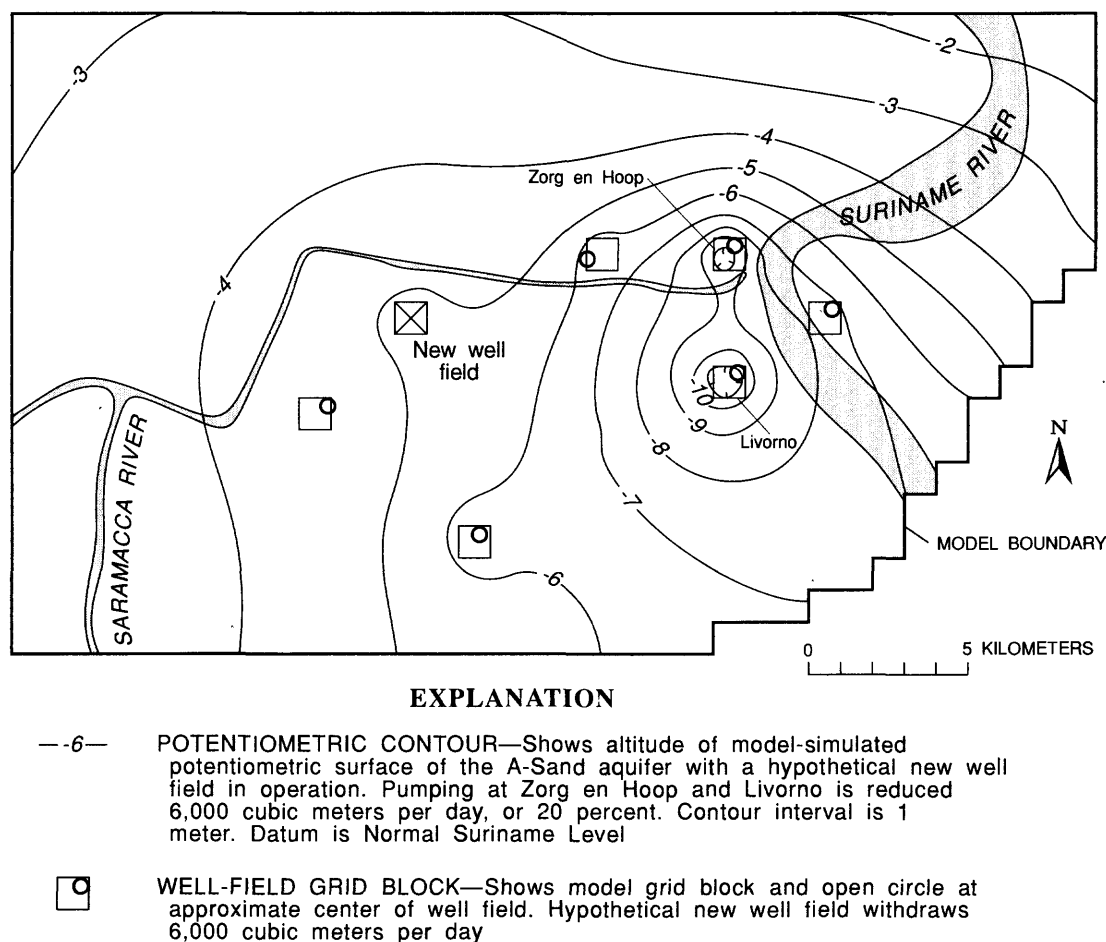 -2
-3
-3
-4
-5
-6
Zorg en Hoop
SURINAME RIVER
-4
New well
field
-10
-9
Livorno
-8
-7
-6
N
SARAMACCA RIVER
MODEL BOUNDARY
0 5 KILOMETERS
EXPLANATION
— -6— POTENTIOMETRIC CONTOUR—Shows altitude of model-simulated
potentiometric surface of the A-Sand aquifer with a hypothetical new well
field in operation. Pumping at Zorg en Hoop and Livorno is reduced
6,000 cubic meters per day, or 20 percent. Contour interval is 1
meter. Datum is Normal Suriname Level
WELL-FIELD GRID BLOCK—Shows model grid block and open circle at
approximate center of well field. Hypothetical new well field withdraws
6,000 cubic meters per day